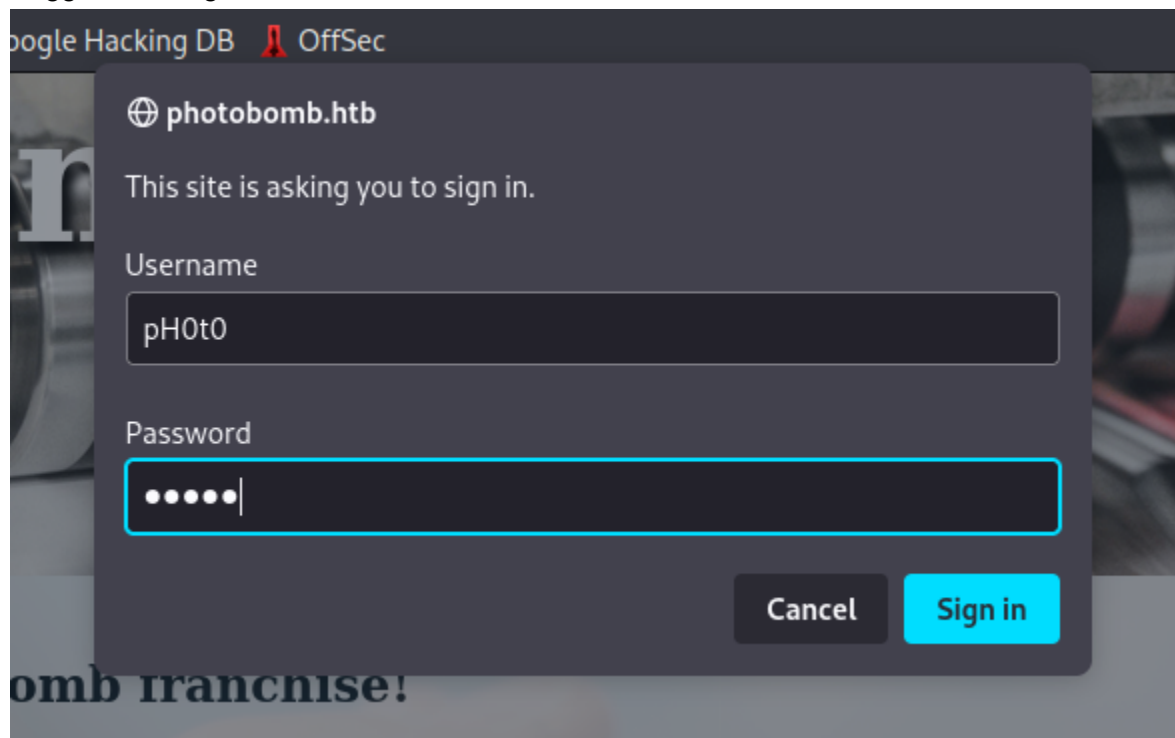 oogle Hacking DB OffSec
photobomb.htb
This site is asking you to sign in.
Username
pH0t0
Password
•••••
Cancel Sign in
omb franchise!